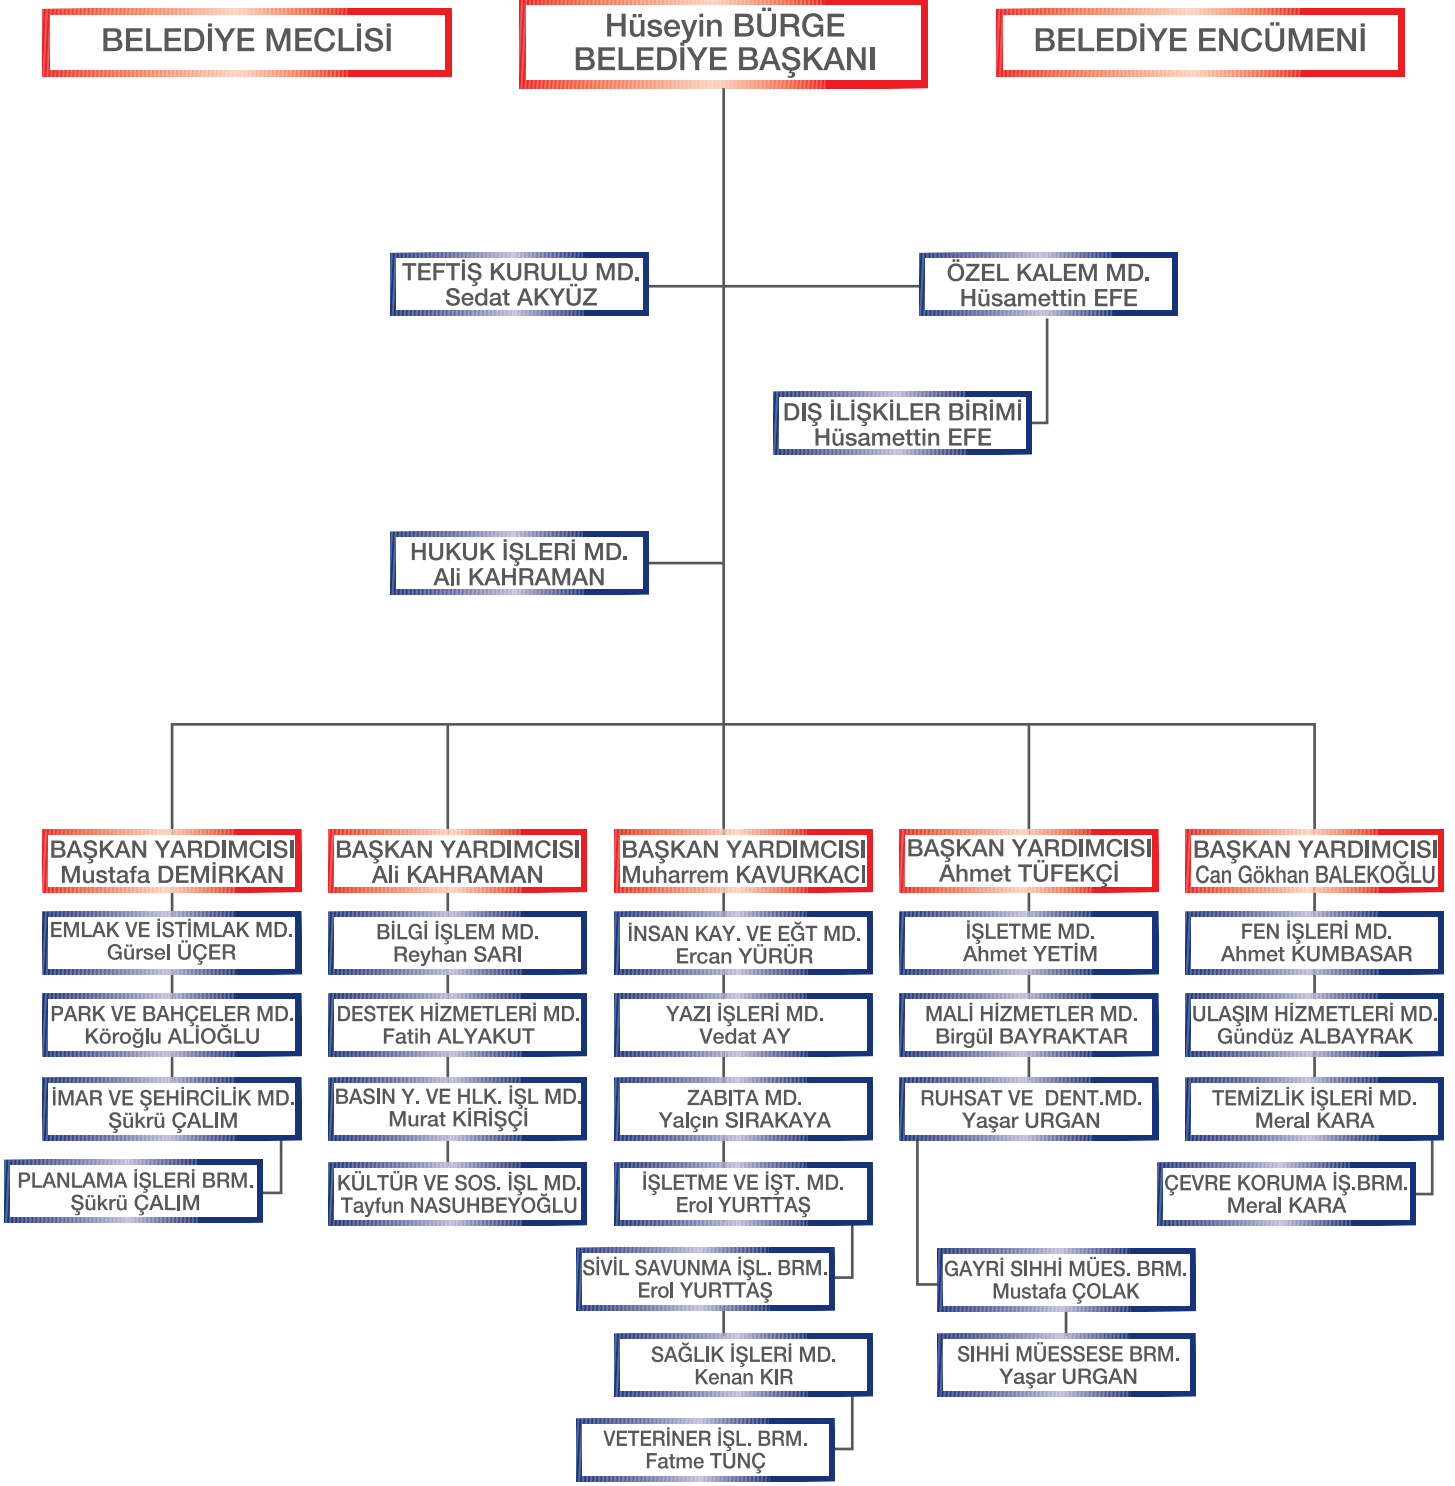 BELEDİYE MECLİSİ
Hüseyin BÜRGE
BELEDİYE BAŞKANI
BELEDİYE ENCÜMENİ
TEFTİŞ KURULU MD.
Sedat AKYÜZ
ÖZEL KALEM MD.
Hüsamettin EFE
DIŞ İLİŞKİLER BİRİMİ
Hüsamettin EFE
HUKUK İŞLERİ MD.
Ali KAHRAMAN
BAŞKAN YARDIMCISI
Mustafa DEMİRKAN
EMLAK VE İSTİMLAK MD.
Gürsel ÜÇER
PARK VE BAHÇELER MD.
Köroğlu ALİOĞLU
İMAR VE ŞEHİRCİLİK MD.
Şükrü ÇALIM
PLANLAMA İŞLERİ BRM.
Şükrü ÇALIM
BAŞKAN YARDIMCISI
Ali KAHRAMAN
BİLGİ İŞLEM MD.
Reyhan SARI
DESTEK HİZMETLERİ MD.
Fatih ALYAKUT
BASIN Y. VE HLK. İŞL MD.
Murat KİRİŞÇİ
KÜLTÜR VE SOS. İŞL MD.
Tayfun NASUHBEYOĞLU
BAŞKAN YARDIMCISI
Muharrem KAVURKACI
İNSAN KAY. VE EĞT MD.
Ercan YÜRÜR
YAZI İŞLERİ MD.
Vedat AY
ZABITA MD.
Yalçın SIRAKAYA
İŞLETME VE İŞT. MD.
Erol YURTTAŞ
SİVİL SAVUNMA İŞL. BRM.
Erol YURTTAŞ
SAĞLIK İŞLERİ MD.
Kenan KIR
VETERİNER İŞL. BRM.
Fatme TUNÇ
BAŞKAN YARDIMCISI
Ahmet TÜFEKÇİ
İŞLETME MD.
Ahmet YETİM
MALİ HİZMETLER MD.
Birgül BAYRAKTAR
RUHSAT VE DENT.MD.
Yaşar URGAN
GAYRİ SIHHİ MÜES. BRM.
Mustafa ÇOLAK
SIHHİ MÜESSESE BRM.
Yaşar URGAN
BAŞKAN YARDIMCISI
Can Gökhan BALEKOĞLU
FEN İŞLERİ MD.
Ahmet KUMBASAR
ULAŞIM HİZMETLERİ MD.
Gündüz ALBAYRAK
TEMİZLİK İŞLERİ MD.
Meral KARA
ÇEVRE KORUMA İŞ.BRM.
Meral KARA